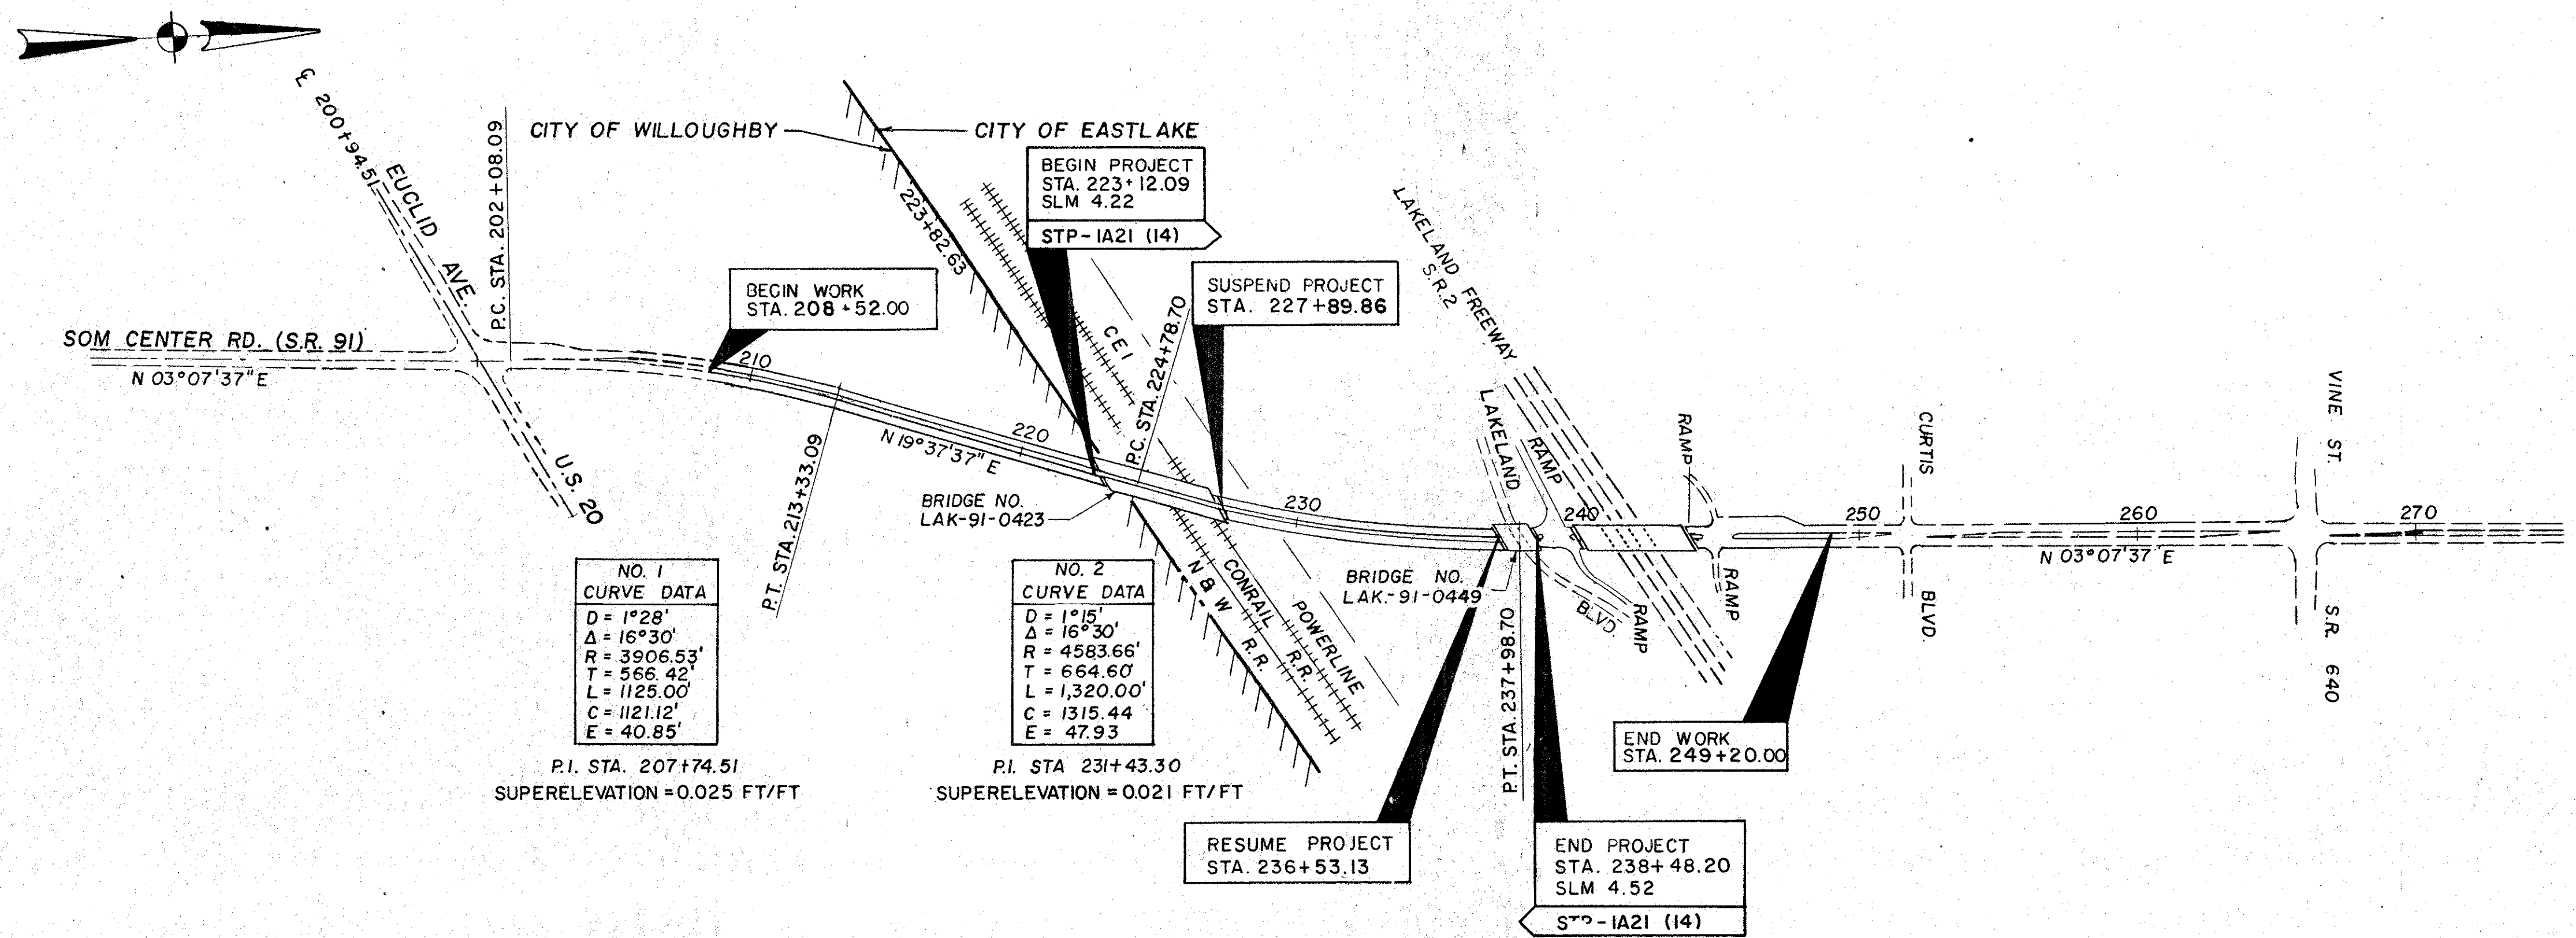 ℄ 200+94.51
EUCLID AVE.
U.S. 20
P.C. STA. 202+08.09
SOM CENTER RD. (S.R. 91)
N 03°07'37" E
CITY OF WILLOUGHBY
CITY OF EASTLAKE
223+82.63
BEGIN WORK
STA. 208+52.00
210
P.T. STA. 213+33.09
N 19°37'37" E
220
BEGIN PROJECT
STA. 223+12.09
SLM 4.22
STP-1A21 (14)
CEI
POWERLINE
P.C. STA. 224+78.70
SUSPEND PROJECT
STA. 227+89.86
BRIDGE NO.
LAK-91-0423
N & W R.R.
CONRAIL R.R.
230
LAKELAND FREEWAY
S.R. 2
LAKELAND
BLVD.
RAMP
RAMP
240
RAMP
RAMP
BRIDGE NO.
LAK.-91-0449
P.T. STA. 237+98.70
250
CURTIS
BLVD.
260
N 03°07'37 E
VINE ST.
S.R. 640
270
NO. 1
CURVE DATA
D = 1°28'
Δ = 16°30'
R = 3906.53'
T = 566.42'
L = 1125.00'
C = 1121.12'
E = 40.85'
P.I. STA. 207+74.51
SUPERELEVATION = 0.025 FT/FT
NO. 2
CURVE DATA
D = 1°15'
Δ = 16°30'
R = 4583.66'
T = 664.60'
L = 1,320.00'
C = 1315.44
E = 47.93
P.I. STA 231+43.30
SUPERELEVATION = 0.021 FT/FT
RESUME PROJECT
STA. 236+53.13
END PROJECT
STA. 238+48.20
SLM 4.52
STP-1A21 (14)
END WORK
STA. 249+20.00